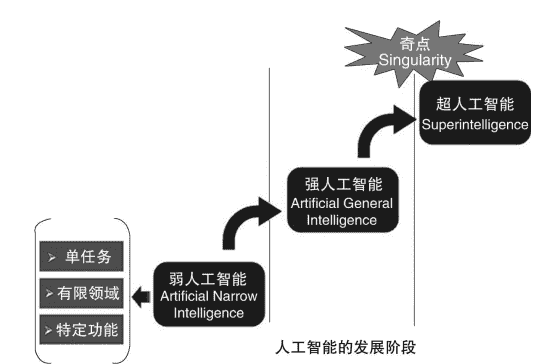 奇点
Singularity
超人工智能
Superintelligence
强人工智能
Artificial General
Intelligence
单任务
有限领域
特定功能
弱人工智能
Artificial Narrow
Intelligence
人工智能的发展阶段